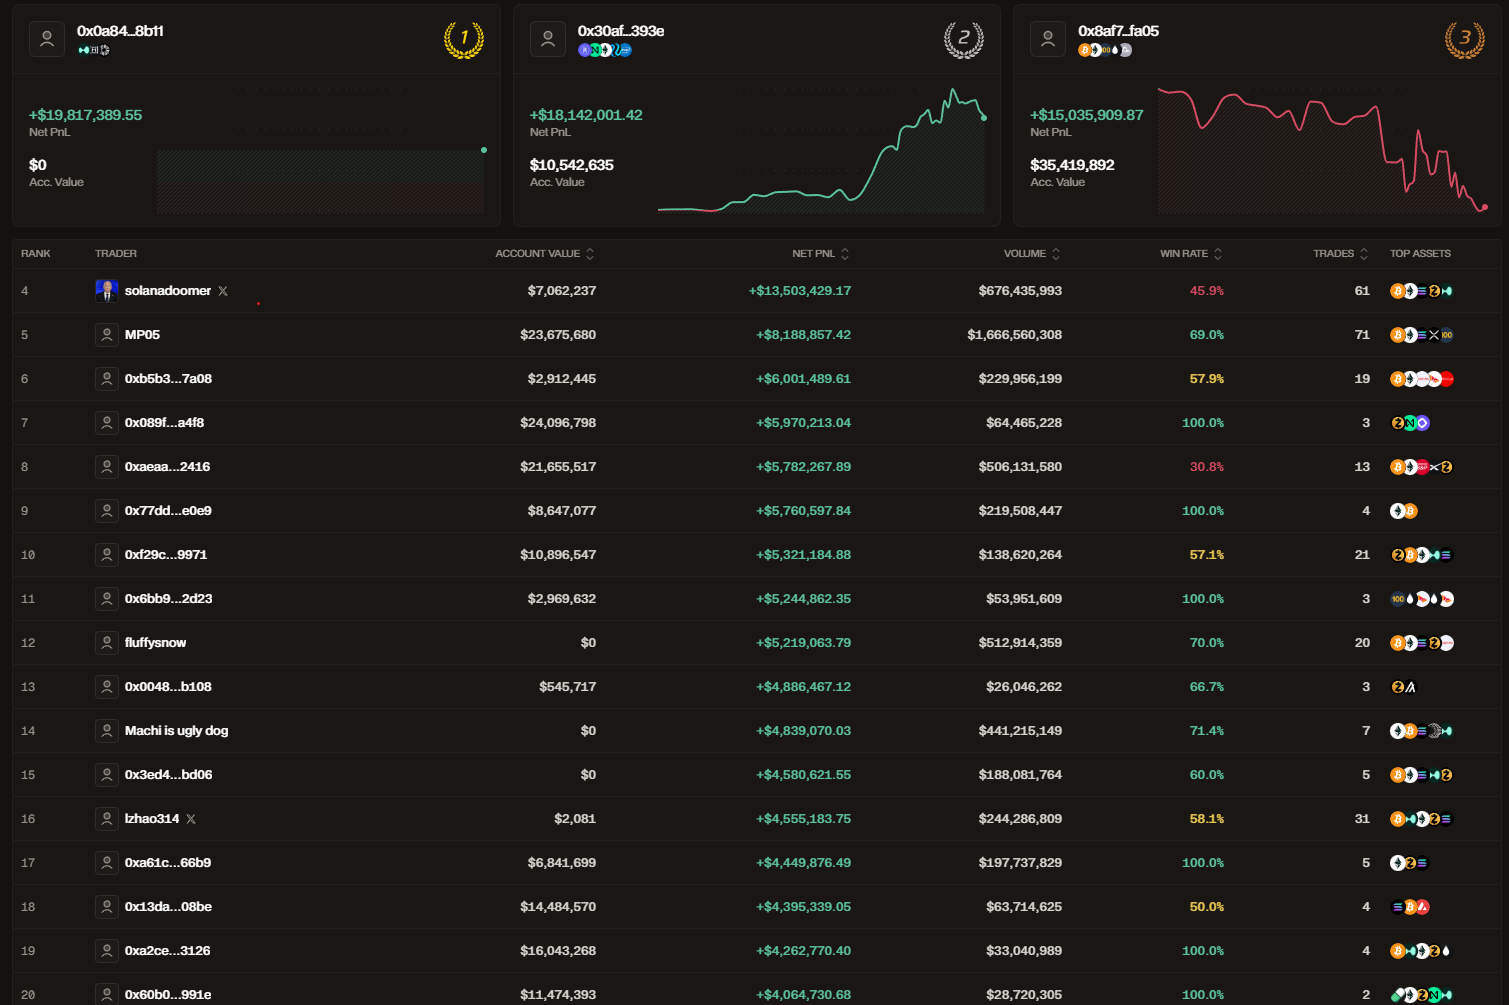 0x0a84...8b11
1
+$19,817,389.55
Net PnL
$0
Acc. Value
0x30af...393e
2
+$18,142,001.42
Net PnL
$10,542,635
Acc. Value
0x8af7...fa05
3
+$15,035,909.87
Net PnL
$35,419,892
Acc. Value
RANK TRADER ACCOUNT VALUE NET PNL VOLUME WIN RATE TRADES TOP ASSETS
4 solanadoomer $7,062,237 +$13,503,429.17 $676,435,993 45.9% 61
5 MP05 $23,675,680 +$8,188,857.42 $1,666,560,308 69.0% 71
6 0xb5b3...7a08 $2,912,445 +$6,001,489.61 $229,956,199 57.9% 19
7 0x089f...a4f8 $24,096,798 +$5,970,213.04 $64,465,228 100.0% 3
8 0xaeaa...2416 $21,655,517 +$5,782,267.89 $506,131,580 30.8% 13
9 0x77dd...e0e9 $8,647,077 +$5,760,597.84 $219,508,447 100.0% 4
10 0xf29c...9971 $10,896,547 +$5,321,184.88 $138,620,264 57.1% 21
11 0x6bb9...2d23 $2,969,632 +$5,244,862.35 $53,951,609 100.0% 3 100
12 fluffysnow $0 +$5,219,063.79 $512,914,359 70.0% 20
13 0x0048...b108 $545,717 +$4,886,467.12 $26,046,262 66.7% 3
14 Machi is ugly dog $0 +$4,839,070.03 $441,215,149 71.4% 7
15 0x3ed4...bd06 $0 +$4,580,621.55 $188,081,764 60.0% 5
16 lzhao314 $2,081 +$4,555,183.75 $244,286,809 58.1% 31
17 0xa61c...66b9 $6,841,699 +$4,449,876.49 $197,737,829 100.0% 5
18 0x13da...08be $14,484,570 +$4,395,339.05 $63,714,625 50.0% 4
19 0xa2ce...3126 $16,043,268 +$4,262,770.40 $33,040,989 100.0% 4
20 0x60b0...991e $11,474,393 +$4,064,730.68 $28,720,305 100.0% 2